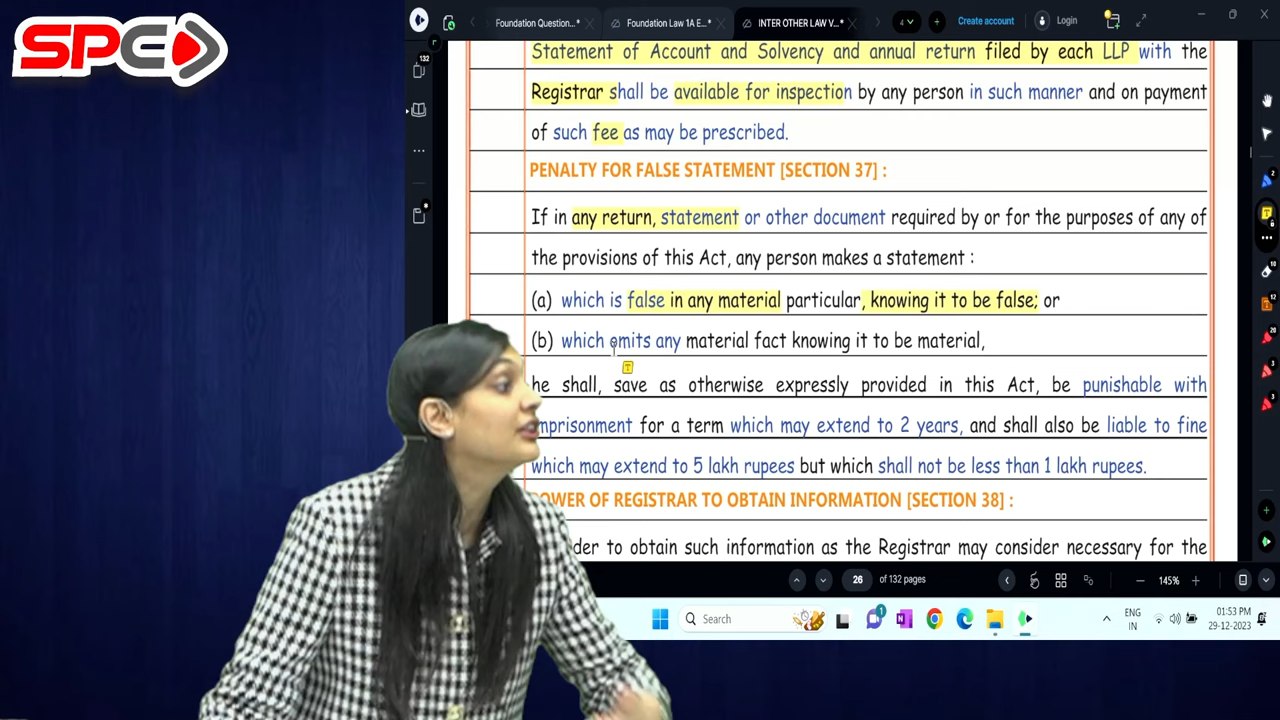 SPC
Foundation Question...*
Foundation Law 1A E...*
INTER OTHER LAW V...*
4
Create account
Login
132
Statement of Account and Solvency and annual return filed by each LLP with the
Registrar shall be available for inspection by any person in such manner and on payment
of such fee as may be prescribed.
PENALTY FOR FALSE STATEMENT [SECTION 37] :
If in any return, statement or other document required by or for the purposes of any of
the provisions of this Act, any person makes a statement :
(a) which is false in any material particular, knowing it to be false; or
(b) which omits any material fact knowing it to be material,
he shall, save as otherwise expressly provided in this Act, be punishable with
mprisonment for a term which may extend to 2 years, and shall also be liable to fine
which may extend to 5 lakh rupees but which shall not be less than 1 lakh rupees.
OWER OF REGISTRAR TO OBTAIN INFORMATION [SECTION 38] :
der to obtain such information as the Registrar may consider necessary for the
26 of 132 pages
145%
Search
ENG
IN
01:53 PM
29-12-2023